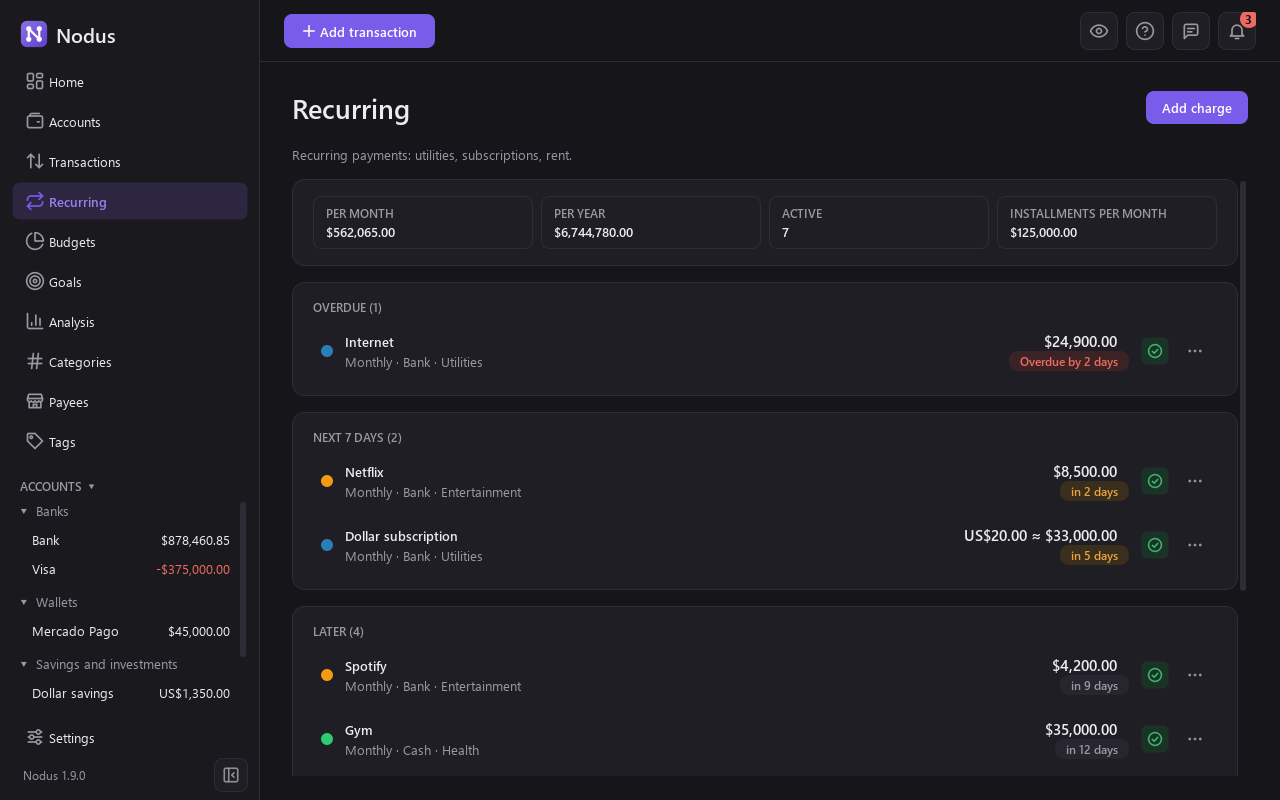 Nodus
Home
Accounts
Transactions
Recurring
Budgets
Goals
Analysis
Categories
Payees
Tags
ACCOUNTS
Banks
Bank $878,460.85
Visa -$375,000.00
Wallets
Mercado Pago $45,000.00
Savings and investments
Dollar savings US$1,350.00
Settings
Nodus 1.9.0
Add transaction
3
Recurring
Add charge
Recurring payments: utilities, subscriptions, rent.
PER MONTH
$562,065.00
PER YEAR
$6,744,780.00
ACTIVE
7
INSTALLMENTS PER MONTH
$125,000.00
OVERDUE (1)
Internet
Monthly · Bank · Utilities
$24,900.00
Overdue by 2 days
NEXT 7 DAYS (2)
Netflix
Monthly · Bank · Entertainment
$8,500.00
in 2 days
Dollar subscription
Monthly · Bank · Utilities
US$20.00 ≈ $33,000.00
in 5 days
LATER (4)
Spotify
Monthly · Bank · Entertainment
$4,200.00
in 9 days
Gym
Monthly · Cash · Health
$35,000.00
in 12 days